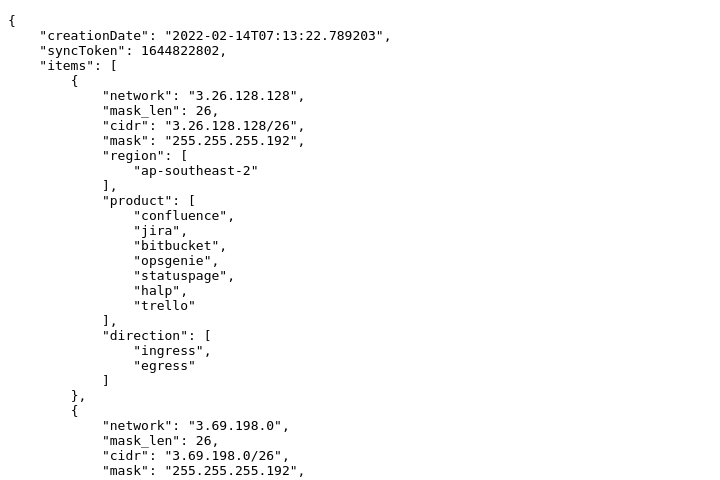 {
    "creationDate": "2022-02-14T07:13:22.789203",
    "syncToken": 1644822802,
    "items": [
        {
            "network": "3.26.128.128",
            "mask_len": 26,
            "cidr": "3.26.128.128/26",
            "mask": "255.255.255.192",
            "region": [
                "ap-southeast-2"
            ],
            "product": [
                "confluence",
                "jira",
                "bitbucket",
                "opsgenie",
                "statuspage",
                "halp",
                "trello"
            ],
            "direction": [
                "ingress",
                "egress"
            ]
        },
        {
            "network": "3.69.198.0",
            "mask_len": 26,
            "cidr": "3.69.198.0/26",
            "mask": "255.255.255.192",